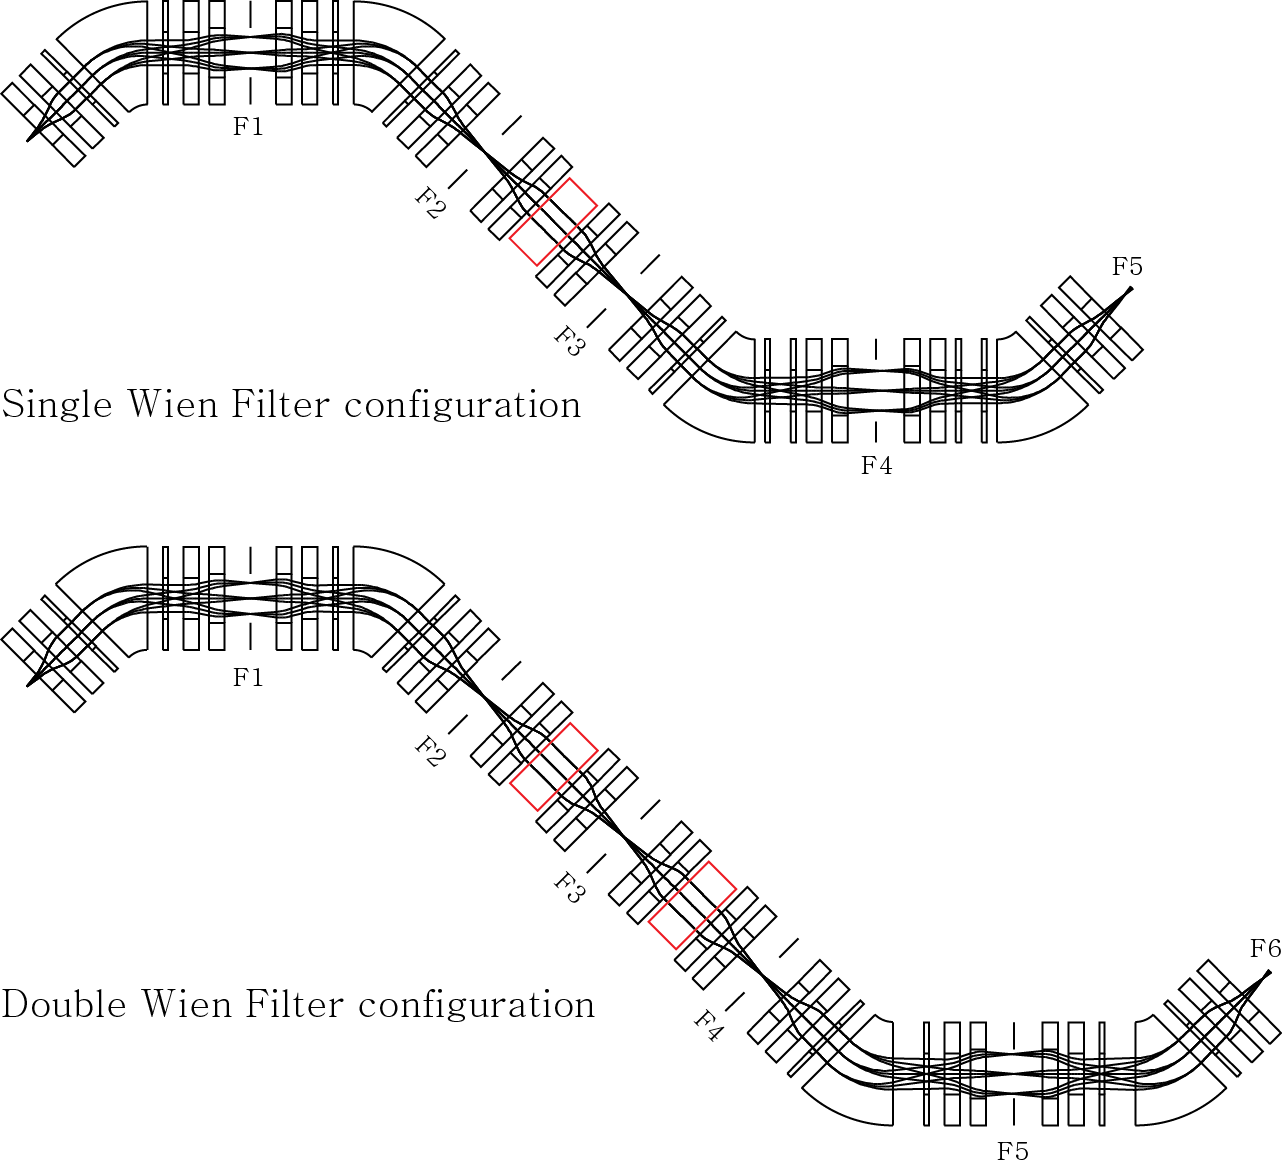 F1
F2
F3
F5
Single Wien Filter configuration
F4
F1
F2
F3
F6
Double Wien Filter configuration
F4
F5